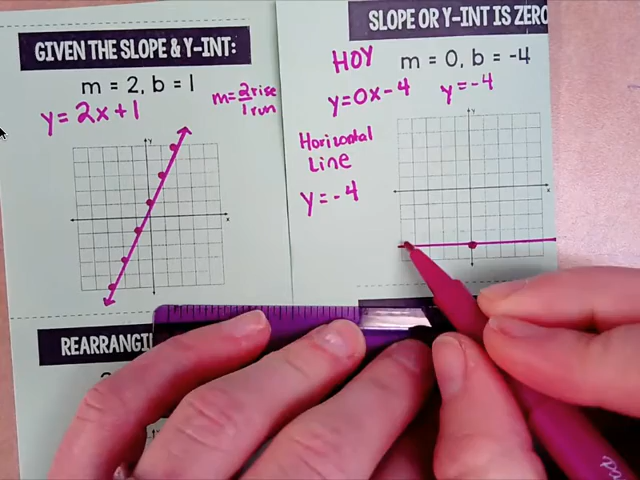 GIVEN THE SLOPE & Y-INT:
m = 2, b = 1
y = 2x + 1
m = 2 rise
1 run
y
x
SLOPE OR Y-INT IS ZERO
HOY
m = 0, b = -4
y = 0x - 4
y = -4
Horizontal
Line
y = -4
y
x
REARRANGI